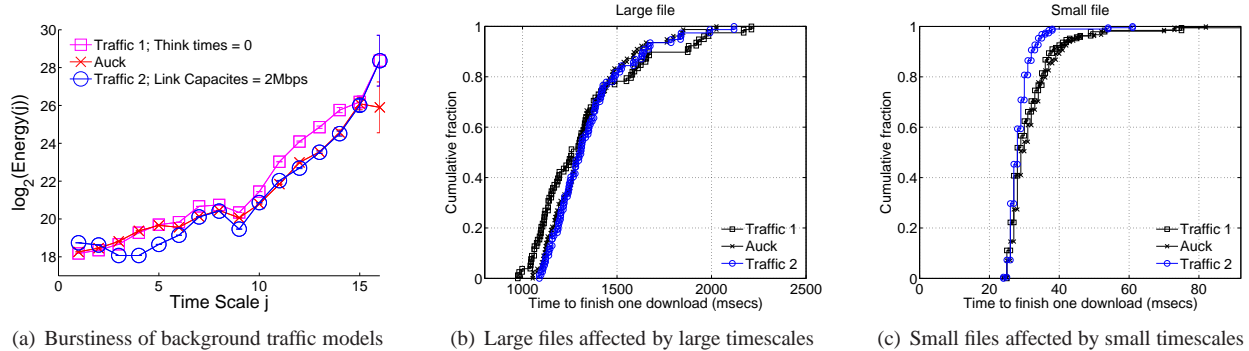 30
28
26
24
22
20
18
0
5
10
15
log2(Energy(j))
Time Scale j
Traffic 1; Think times = 0
Auck
Traffic 2; Link Capacites = 2Mbps
(a) Burstiness of background traffic models
Large file
1
0.8
0.6
0.4
0.2
0
1000
1500
2000
2500
Cumulative fraction
Time to finish one download (msecs)
Traffic 1
Auck
Traffic 2
(b) Large files affected by large timescales
Small file
1
0.8
0.6
0.4
0.2
0
0
20
40
60
80
Cumulative fraction
Time to finish one download (msecs)
Traffic 1
Auck
Traffic 2
(c) Small files affected by small timescales